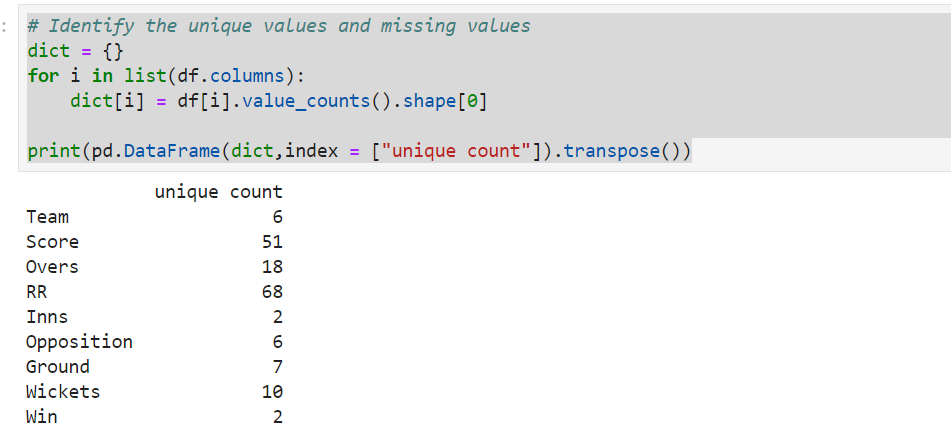 :
# Identify the unique values and missing values
dict = {}
for i in list(df.columns):
    dict[i] = df[i].value_counts().shape[0]
print(pd.DataFrame(dict,index = ["unique count"]).transpose())
unique count
Team 6
Score 51
Overs 18
RR 68
Inns 2
Opposition 6
Ground 7
Wickets 10
Win 2